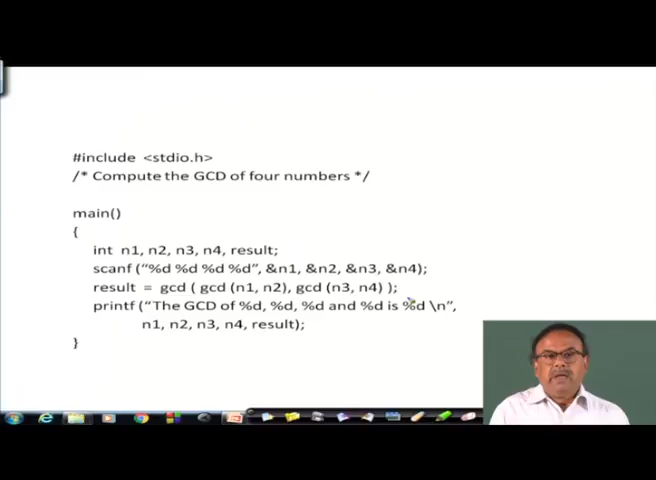 #include <stdio.h>
/* Compute the GCD of four numbers */
main()
{
int n1, n2, n3, n4, result;
scanf (“%d %d %d %d”, &n1, &n2, &n3, &n4);
result = gcd ( gcd (n1, n2), gcd (n3, n4) );
printf (“The GCD of %d, %d, %d and %d is %d \n”,
n1, n2, n3, n4, result);
}